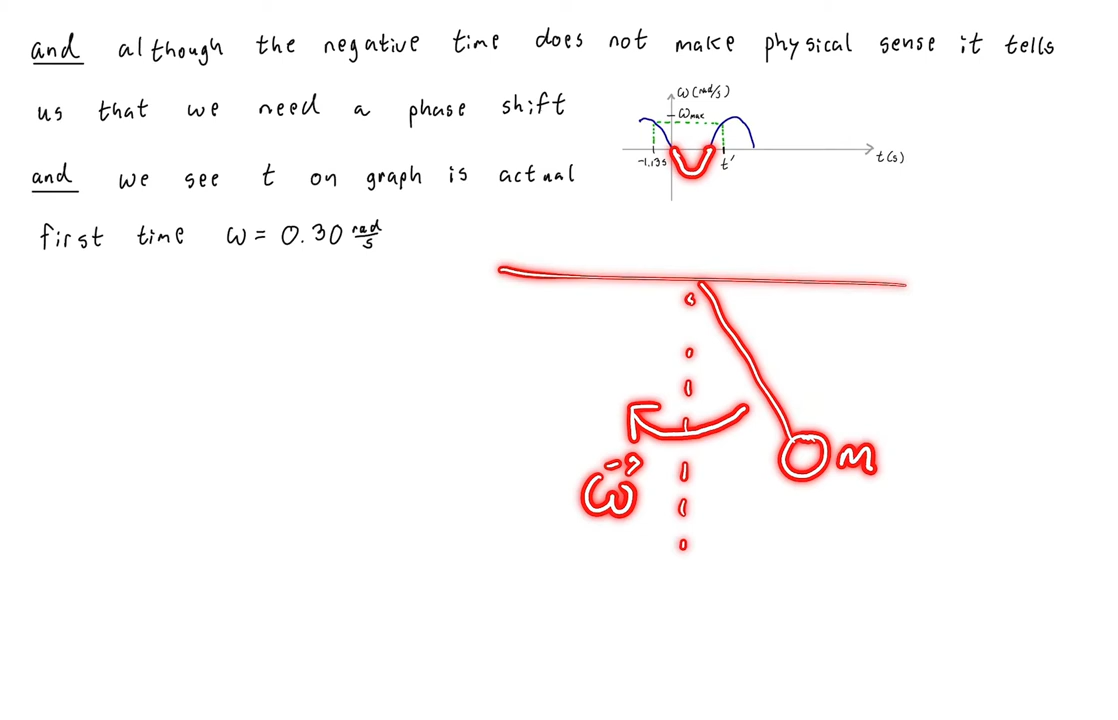 and although the negative time does not make physical sense it tells
us that we need a phase shift
and we see t on graph is actual
first time ω = 0.30 rad/s
ω (rad/s)
ωmax
-1.13s
t'
t(s)
ω⃗
m